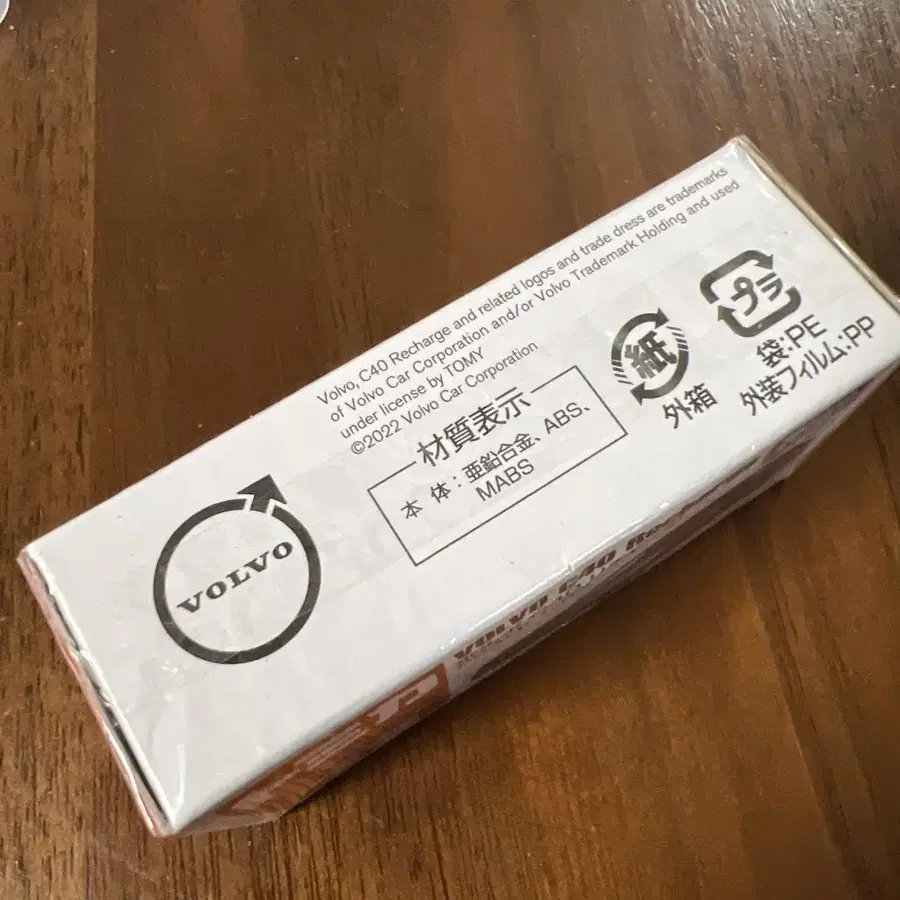 Volvo, C40 Recharge and related logos and trade dress are trademarks
of Volvo Car Corporation and/or Volvo Trademark Holding and used
under license by TOMY
©2022 Volvo Car Corporation
VOLVO
材質表示
本 体：亜鉛合金、ABS、
MABS
紙
外箱
プラ
袋:PE
外装フィルム:PP
VOLVO C40